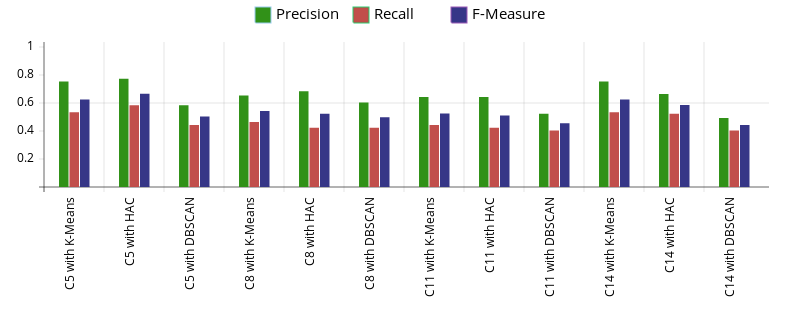 Precision Recall F-Measure
1
0.8
0.6
0.4
0.2
C5 with K-Means
C5 with HAC
C5 with DBSCAN
C8 with K-Means
C8 with HAC
C8 with DBSCAN
C11 with K-Means
C11 with HAC
C11 with DBSCAN
C14 with K-Means
C14 with HAC
C14 with DBSCAN